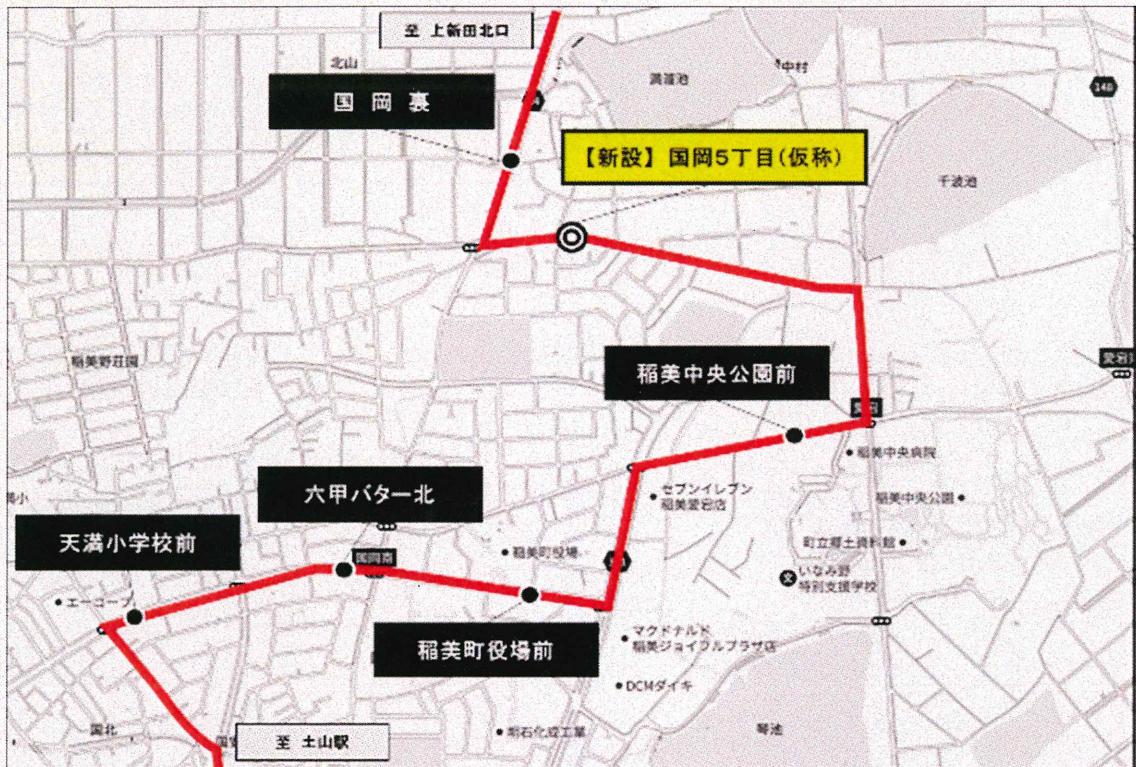 至 上新田北口
北山
国岡裏
満溜池
中村
148
【新設】国岡5丁目(仮称)
千波池
稲美野荘園
稲美中央公園前
愛宕
稲美中央病院
六甲バター北
セブンイレブン
稲美愛宕店
稲美中央公園
天満小学校前
国岡南
稲美町役場
町立郷土資料館
文
いなみ野
特別支援学校
エーコープ
稲美町役場前
マクドナルド
稲美ジョイフルプラザ店
DCMダイキ
国北
至 土山駅
明石化成工業
琴池